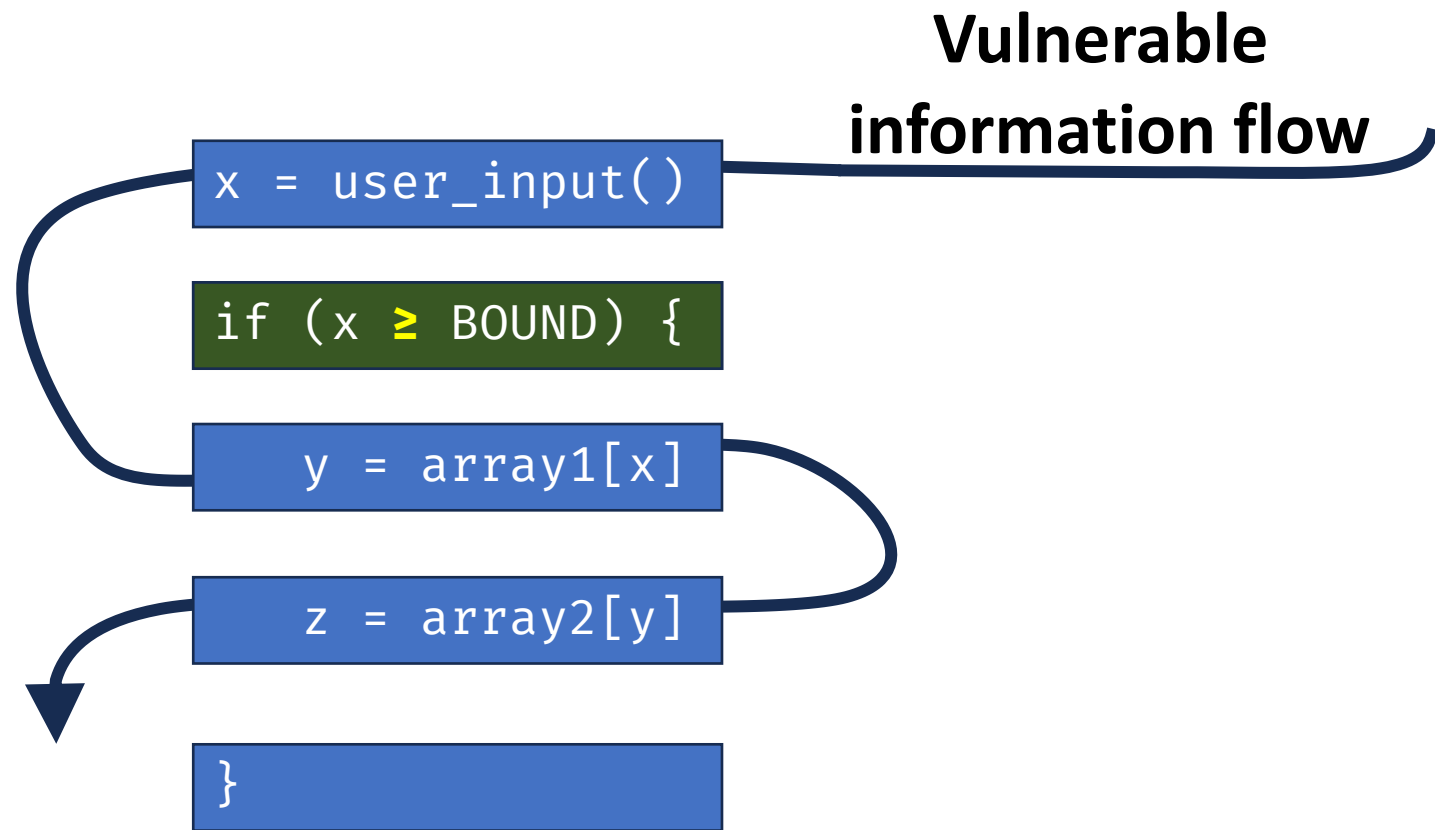 Vulnerable
information flow
x = user_input()
if (x ≥ BOUND) {
y = array1[x]
z = array2[y]
}